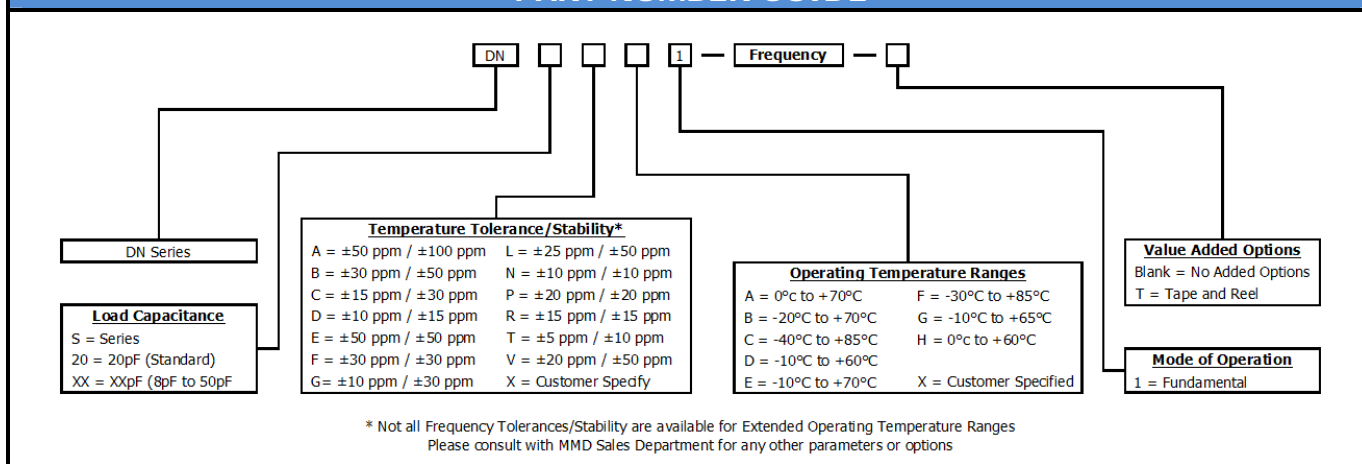 PART NUMBER GUIDE
DN 1 — Frequency —
DN Series
Load Capacitance
S = Series
20 = 20pF (Standard)
XX = XXpF (8pF to 50pF
Temperature Tolerance/Stability*
A = ±50 ppm / ±100 ppm L = ±25 ppm / ±50 ppm
B = ±30 ppm / ±50 ppm N = ±10 ppm / ±10 ppm
C = ±15 ppm / ±30 ppm P = ±20 ppm / ±20 ppm
D = ±10 ppm / ±15 ppm R = ±15 ppm / ±15 ppm
E = ±50 ppm / ±50 ppm T = ±5 ppm / ±10 ppm
F = ±30 ppm / ±30 ppm V = ±20 ppm / ±50 ppm
G= ±10 ppm / ±30 ppm X = Customer Specify
Operating Temperature Ranges
A = 0°c to +70°C F = -30°C to +85°C
B = -20°C to +70°C G = -10°C to +65°C
C = -40°C to +85°C H = 0°c to +60°C
D = -10°C to +60°C
E = -10°C to +70°C X = Customer Specified
Value Added Options
Blank = No Added Options
T = Tape and Reel
Mode of Operation
1 = Fundamental
* Not all Frequency Tolerances/Stability are available for Extended Operating Temperature Ranges
Please consult with MMD Sales Department for any other parameters or options